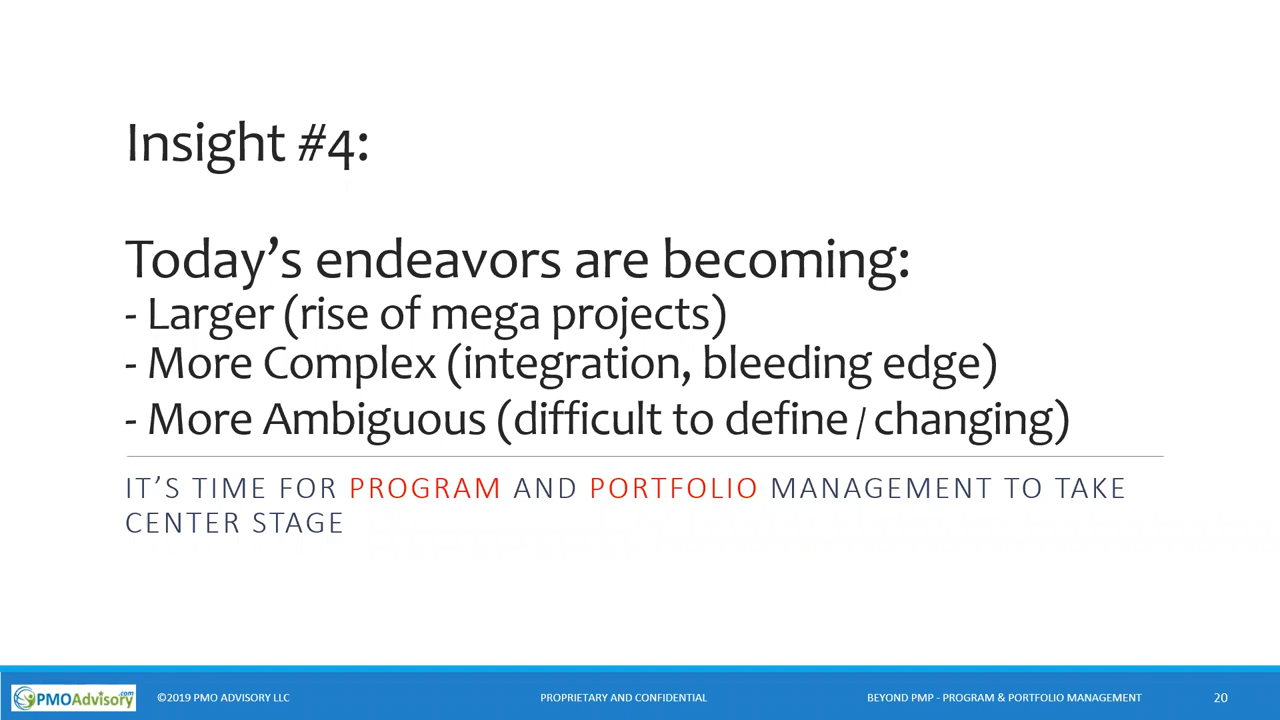 Insight #4:
Today’s endeavors are becoming:
- Larger (rise of mega projects)
- More Complex (integration, bleeding edge)
- More Ambiguous (difficult to define / changing)
IT’S TIME FOR PROGRAM AND PORTFOLIO MANAGEMENT TO TAKE
CENTER STAGE
PMOAdvisory.com
©2019 PMO ADVISORY LLC
PROPRIETARY AND CONFIDENTIAL
BEYOND PMP - PROGRAM & PORTFOLIO MANAGEMENT
20